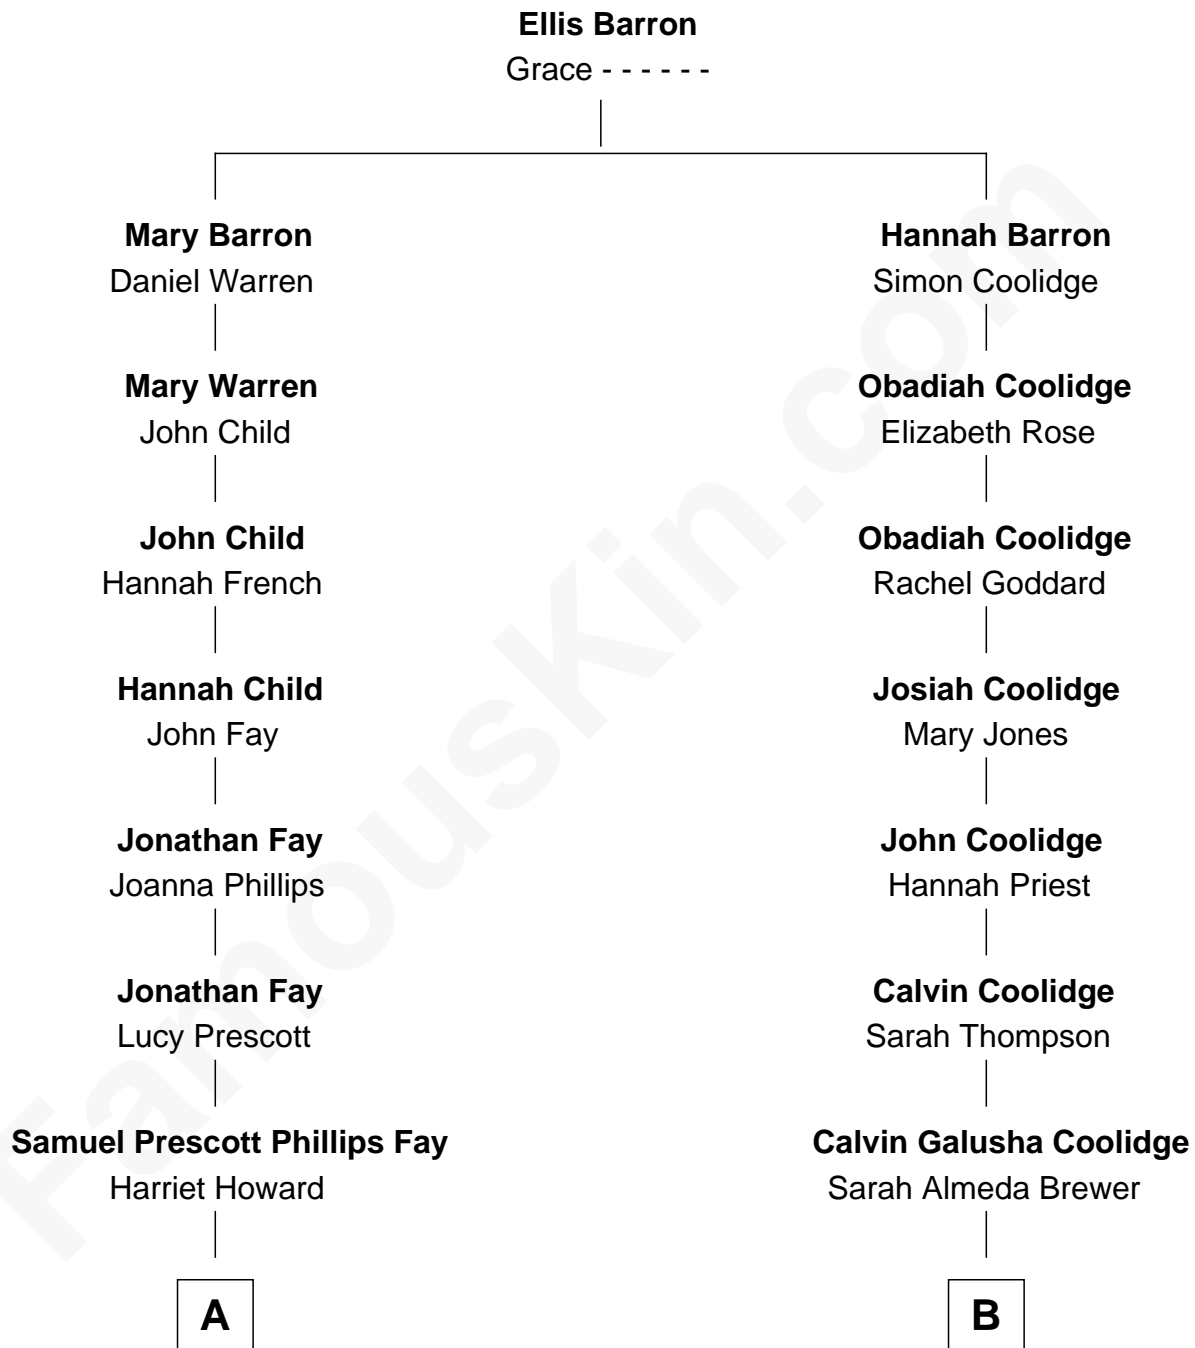 Ellis Barron
Grace - - - - - -
Mary Barron
Daniel Warren
Hannah Barron
Simon Coolidge
Mary Warren
John Child
Obadiah Coolidge
Elizabeth Rose
John Child
Hannah French
Obadiah Coolidge
Rachel Goddard
Hannah Child
John Fay
Josiah Coolidge
Mary Jones
Jonathan Fay
Joanna Phillips
John Coolidge
Hannah Priest
Jonathan Fay
Lucy Prescott
Calvin Coolidge
Sarah Thompson
Samuel Prescott Phillips Fay
Harriet Howard
Calvin Galusha Coolidge
Sarah Almeda Brewer
A
B
FamousKin.com